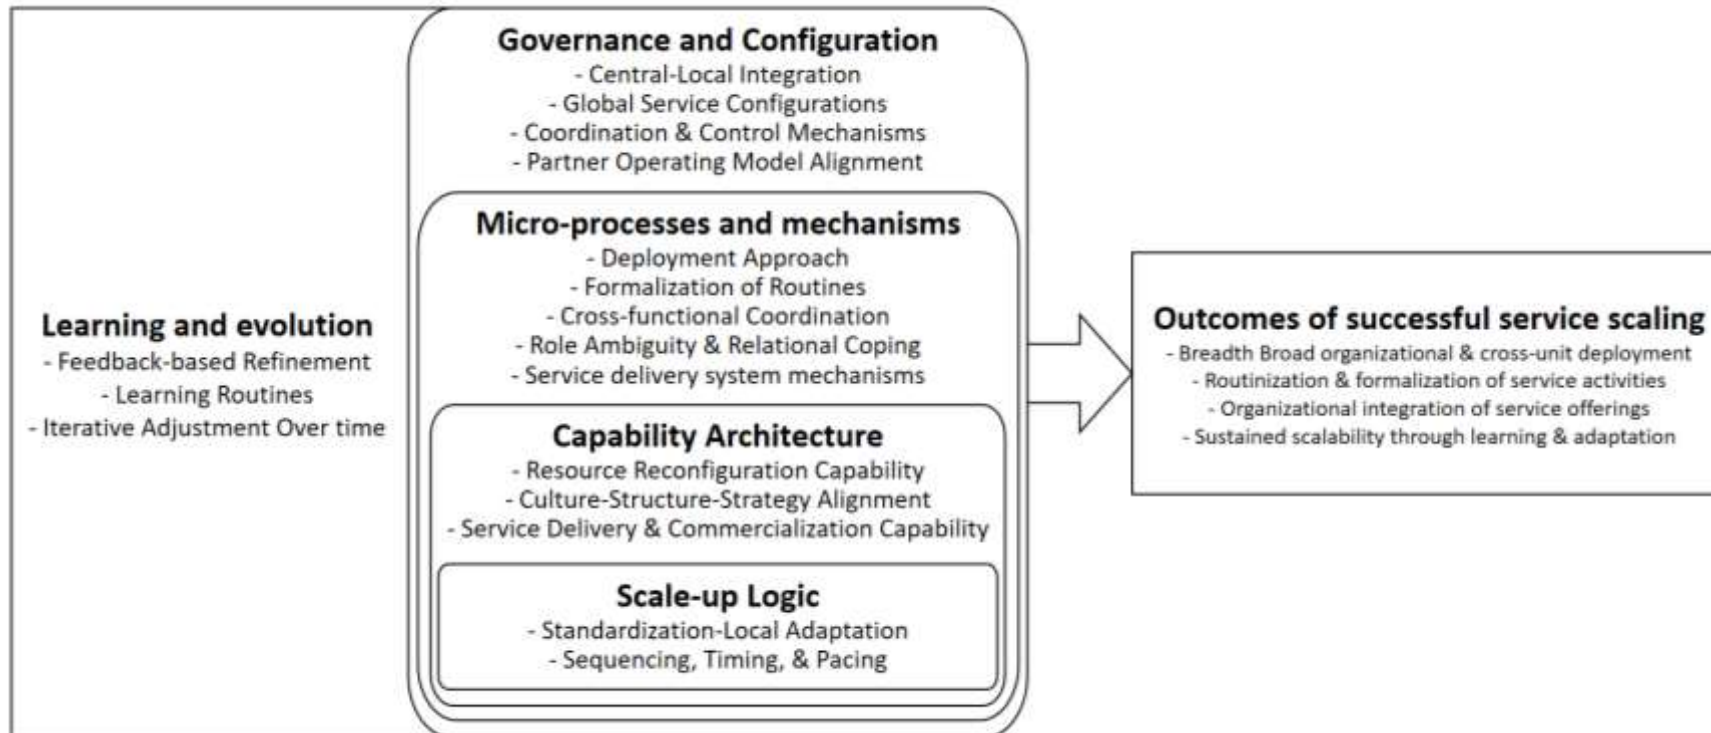 Governance and Configuration
- Central-Local Integration
- Global Service Configurations
- Coordination & Control Mechanisms
- Partner Operating Model Alignment
Micro-processes and mechanisms
- Deployment Approach
- Formalization of Routines
- Cross-functional Coordination
- Role Ambiguity & Relational Coping
- Service delivery system mechanisms
Capability Architecture
- Resource Reconfiguration Capability
- Culture-Structure-Strategy Alignment
- Service Delivery & Commercialization Capability
Scale-up Logic
- Standardization-Local Adaptation
- Sequencing, Timing, & Pacing
Learning and evolution
- Feedback-based Refinement
- Learning Routines
- Iterative Adjustment Over time
Outcomes of successful service scaling
- Breadth Broad organizational & cross-unit deployment
- Routinization & formalization of service activities
- Organizational integration of service offerings
- Sustained scalability through learning & adaptation